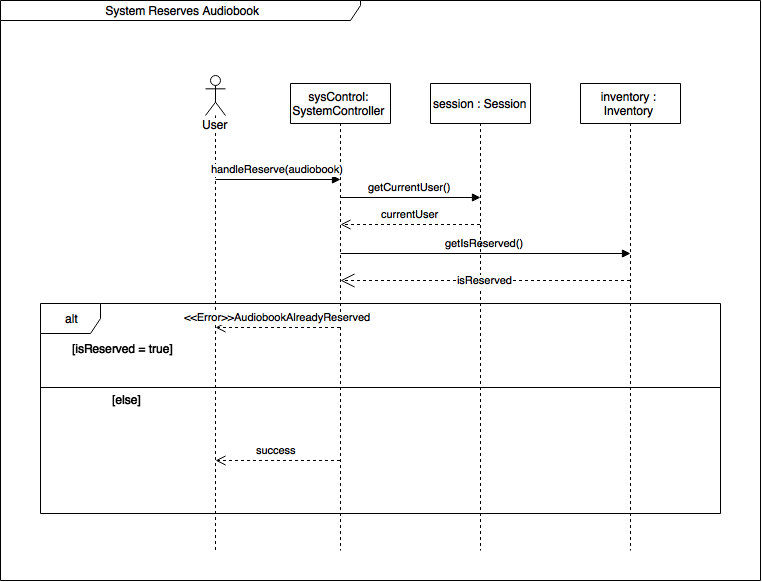 System Reserves Audiobook
User
sysControl:
SystemController
session : Session
inventory :
Inventory
handleReserve(audiobook)
getCurrentUser()
currentUser
getIsReserved()
isReserved
alt
<<Error>>AudiobookAlreadyReserved
[isReserved = true]
[else]
success